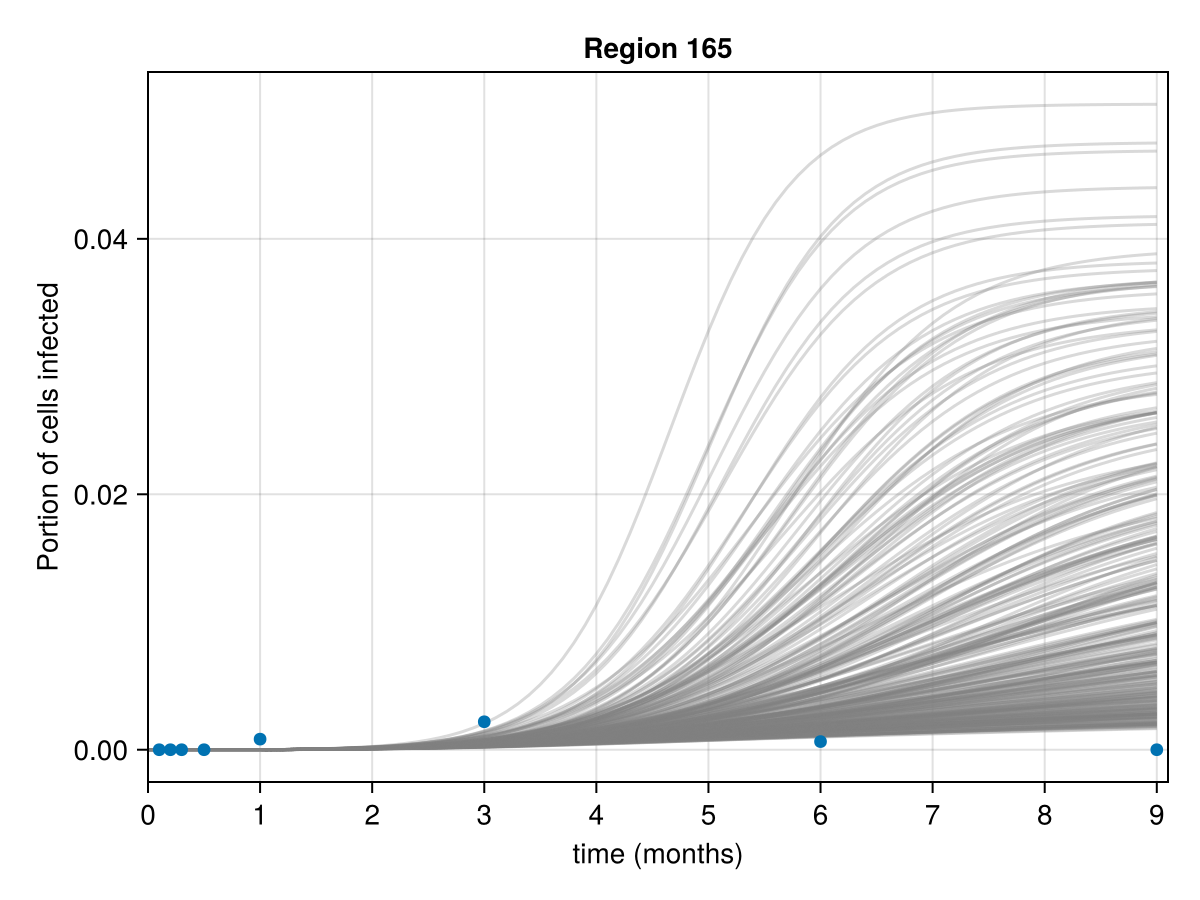 Region 165
Portion of cells infected
0.04
0.02
0.00
0 1 2 3 4 5 6 7 8 9
time (months)